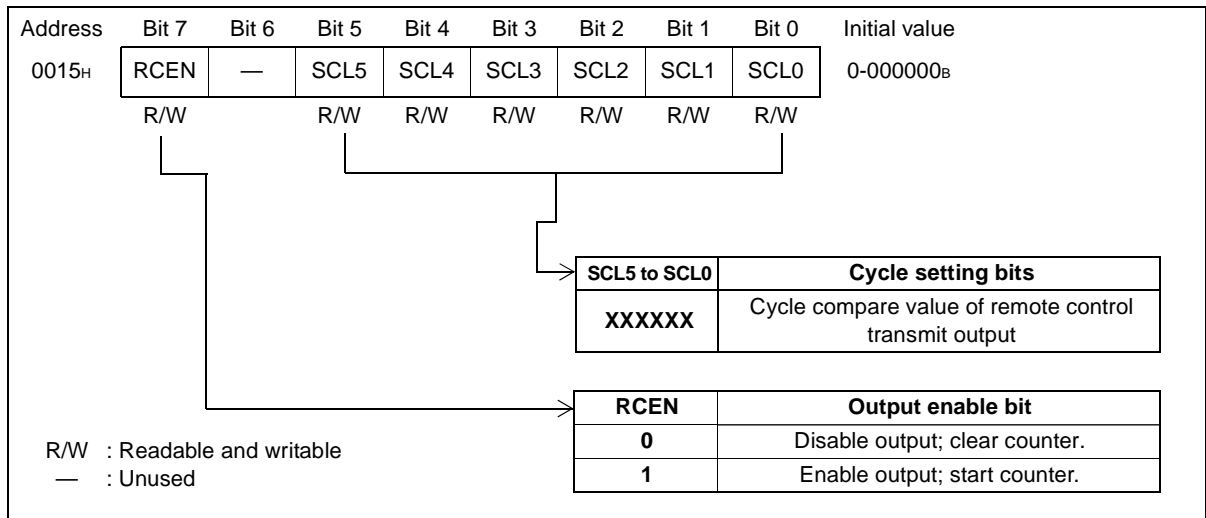 Address Bit 7 Bit 6 Bit 5 Bit 4 Bit 3 Bit 2 Bit 1 Bit 0 Initial value
0015H RCEN — SCL5 SCL4 SCL3 SCL2 SCL1 SCL0 0-000000B
R/W R/W R/W R/W R/W R/W R/W
SCL5 to SCL0 Cycle setting bits
XXXXXX Cycle compare value of remote control
transmit output
RCEN Output enable bit
0 Disable output; clear counter.
1 Enable output; start counter.
R/W : Readable and writable
— : Unused